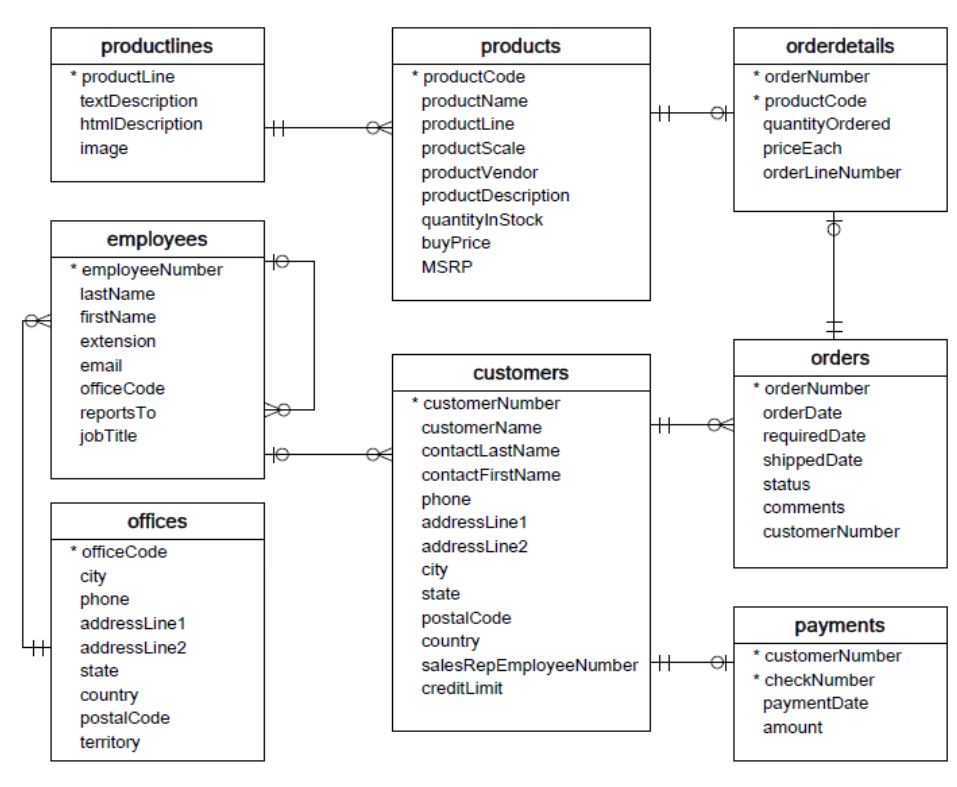 productlines
* productLine
textDescription
htmlDescription
image
products
* productCode
productName
productLine
productScale
productVendor
productDescription
quantityInStock
buyPrice
MSRP
orderdetails
* orderNumber
* productCode
quantityOrdered
priceEach
orderLineNumber
employees
* employeeNumber
lastName
firstName
extension
email
officeCode
reportsTo
jobTitle
customers
* customerNumber
customerName
contactLastName
contactFirstName
phone
addressLine1
addressLine2
city
state
postalCode
country
salesRepEmployeeNumber
creditLimit
orders
* orderNumber
orderDate
requiredDate
shippedDate
status
comments
customerNumber
offices
* officeCode
city
phone
addressLine1
addressLine2
state
country
postalCode
territory
payments
* customerNumber
* checkNumber
paymentDate
amount